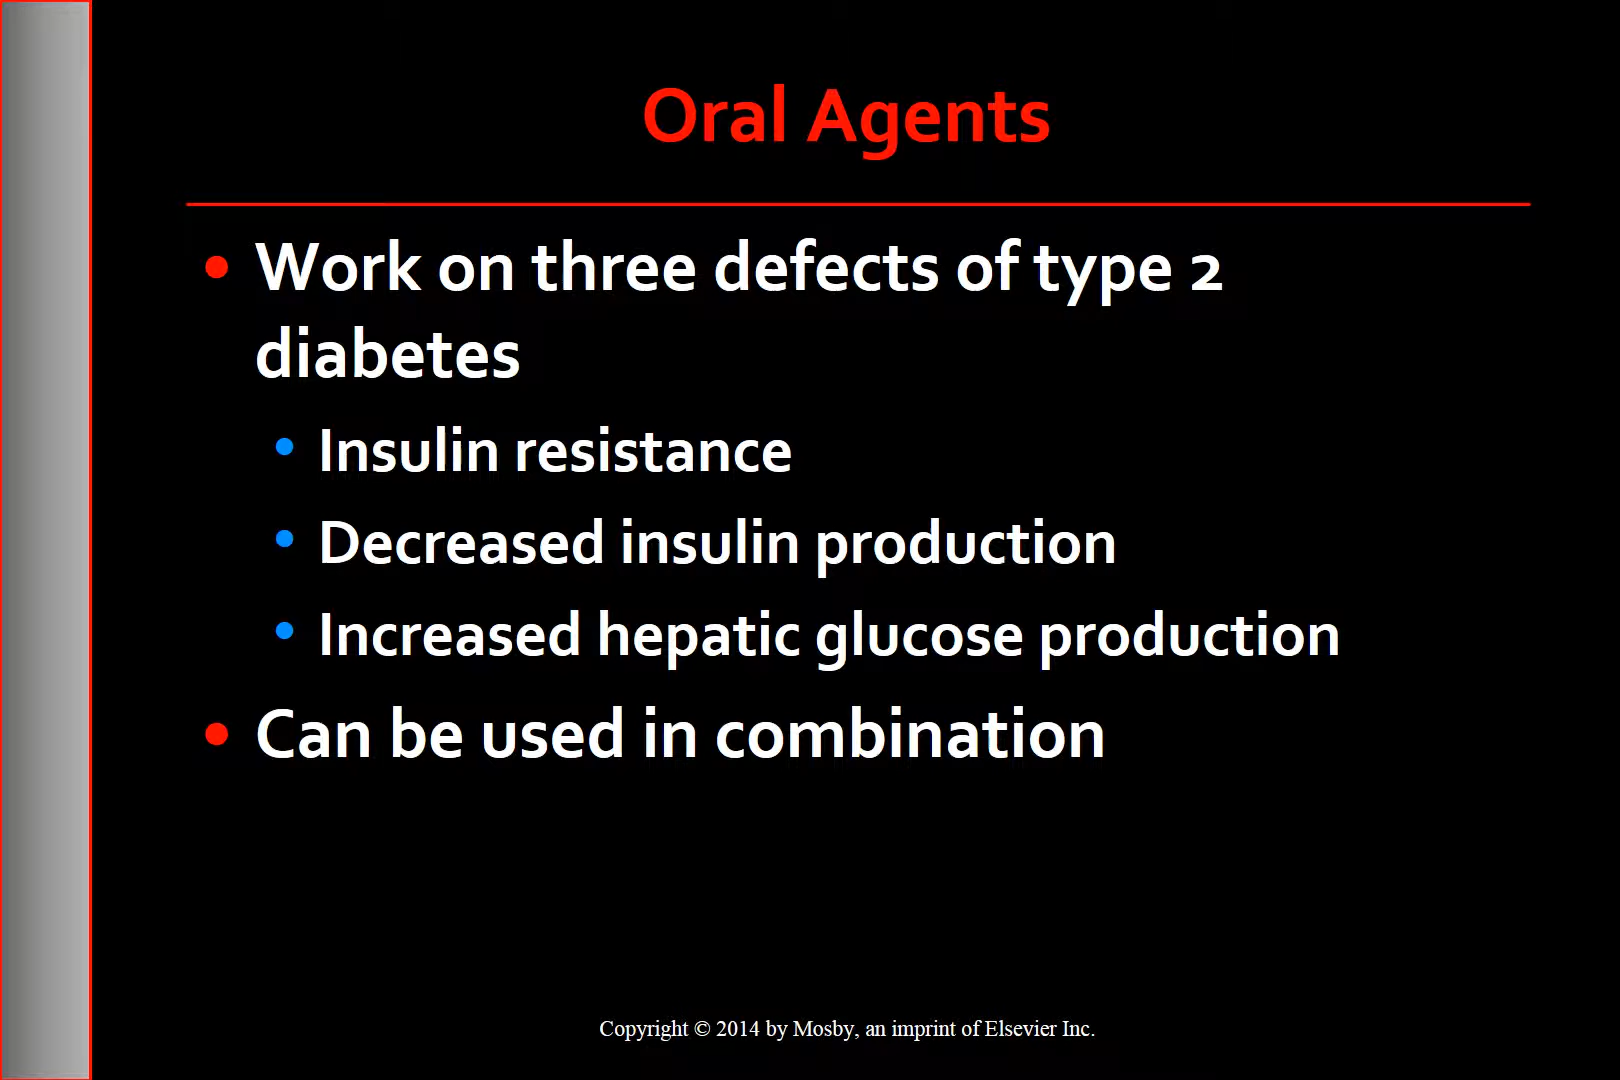 Oral Agents
• Work on three defects of type 2
diabetes
• Insulin resistance
• Decreased insulin production
• Increased hepatic glucose production
• Can be used in combination
Copyright © 2014 by Mosby, an imprint of Elsevier Inc.